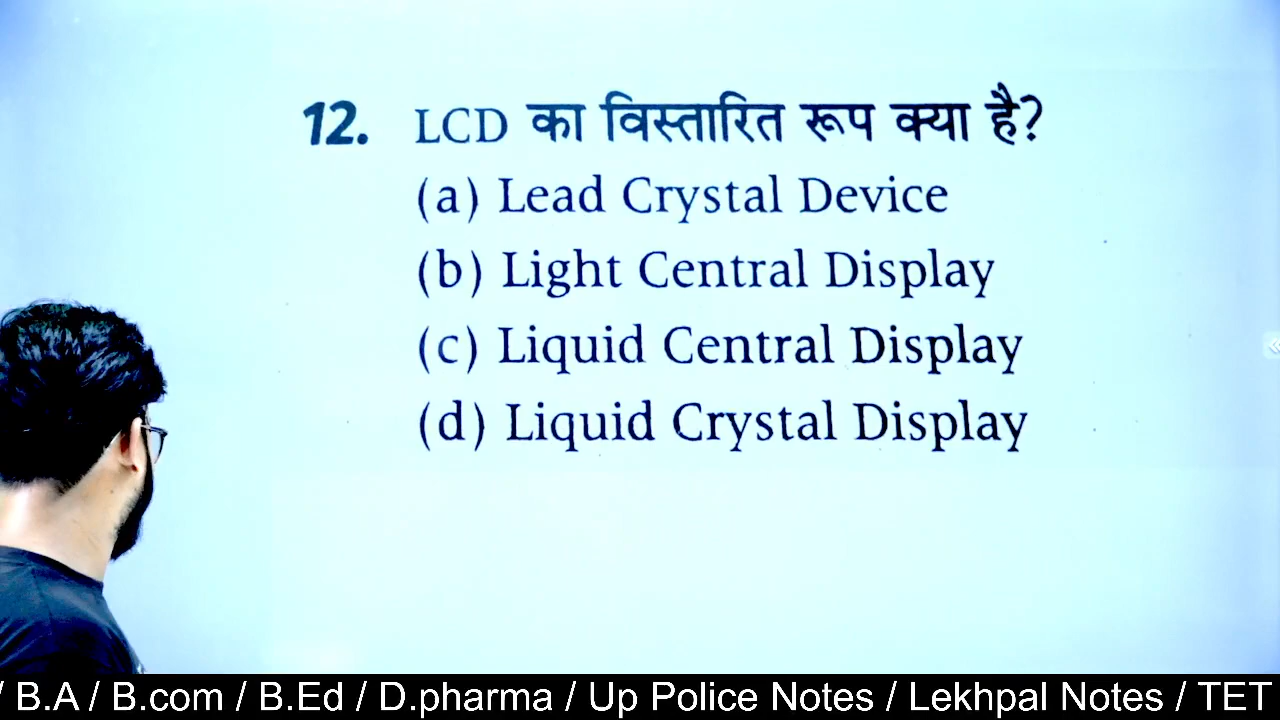 12. LCD का विस्तारित रूप क्या है?
(a) Lead Crystal Device
(b) Light Central Display
(c) Liquid Central Display
(d) Liquid Crystal Display
/ B.A / B.com / B.Ed / D.pharma / Up Police Notes / Lekhpal Notes / TET